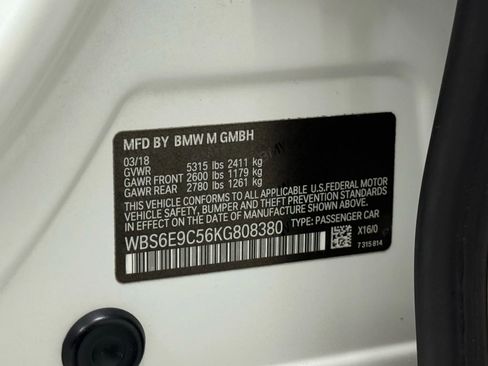 MFD BY BMW M GMBH
03/18
GVWR 5315 lbs 2411 kg
GAWR FRONT 2600 lbs 1179 kg
GAWR REAR 2780 lbs 1261 kg
THIS VEHICLE CONFORMS TO ALL APPLICABLE U.S.FEDERAL MOTOR
VEHICLE SAFETY, BUMPER, AND THEFT PREVENTION STANDARDS
IN EFFECT ON THE DATE OF MANUFACTURE SHOWN ABOVE.
WBS6E9C56KG808380 TYPE: PASSENGER CAR
X16/0
7 315 814